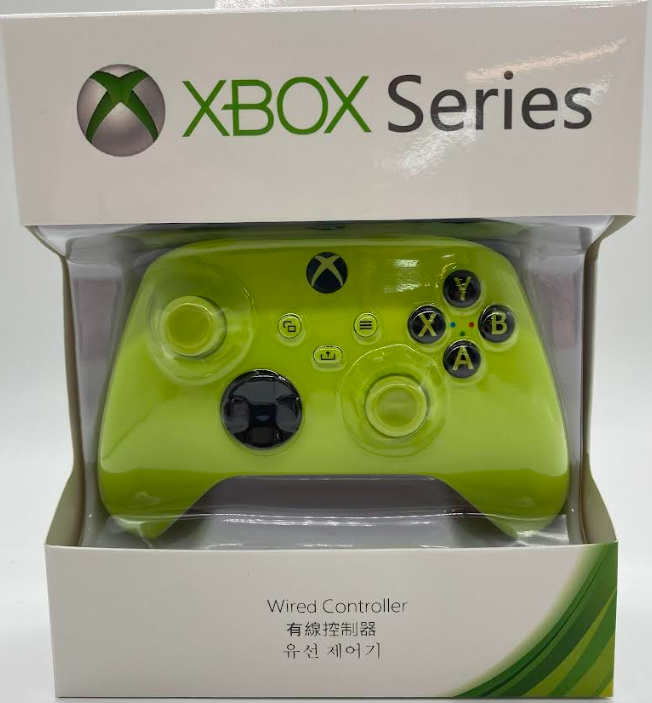 XBOX Series
Y
X B
A
Wired Controller
有線控制器
유선 제어기